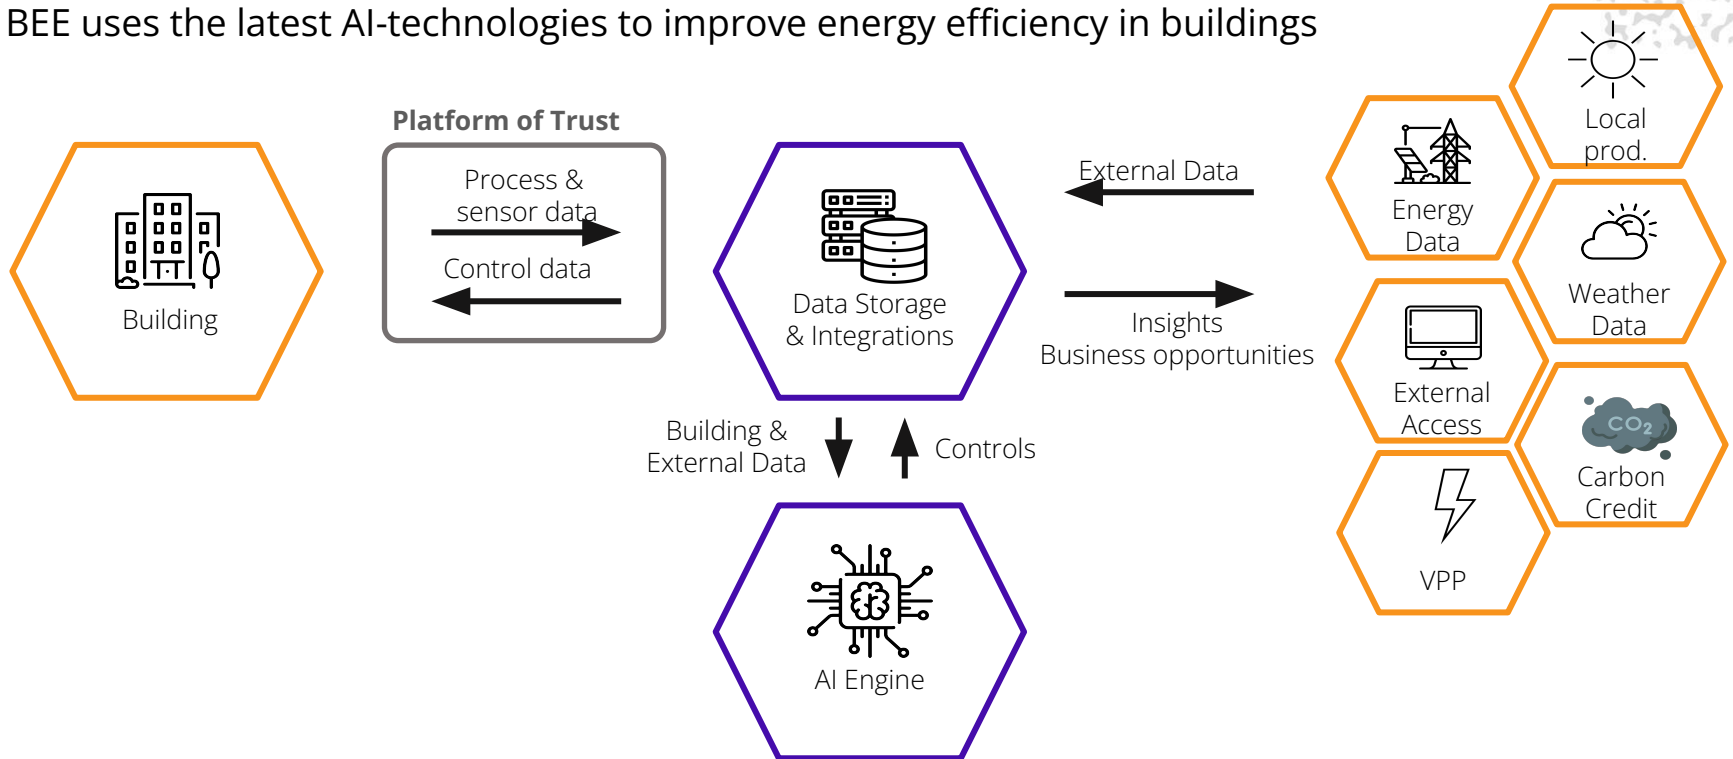 BEE uses the latest AI-technologies to improve energy efficiency in buildings
Platform of Trust
Process &
sensor data
Control data
Building
Data Storage
& Integrations
External Data
Insights
Business opportunities
Building &
External Data
Controls
AI Engine
Local
prod.
Energy
Data
Weather
Data
External
Access
CO₂
Carbon
Credit
VPP